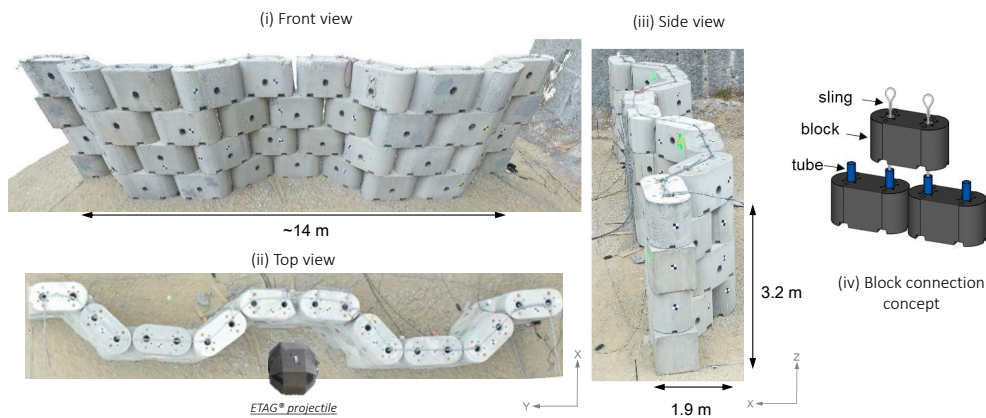 (i) Front view
~14 m
(ii) Top view
ETAG® projectile
X
Y
(iii) Side view
3.2 m
1.9 m
Z
X
sling
block
tube
(iv) Block connection
concept